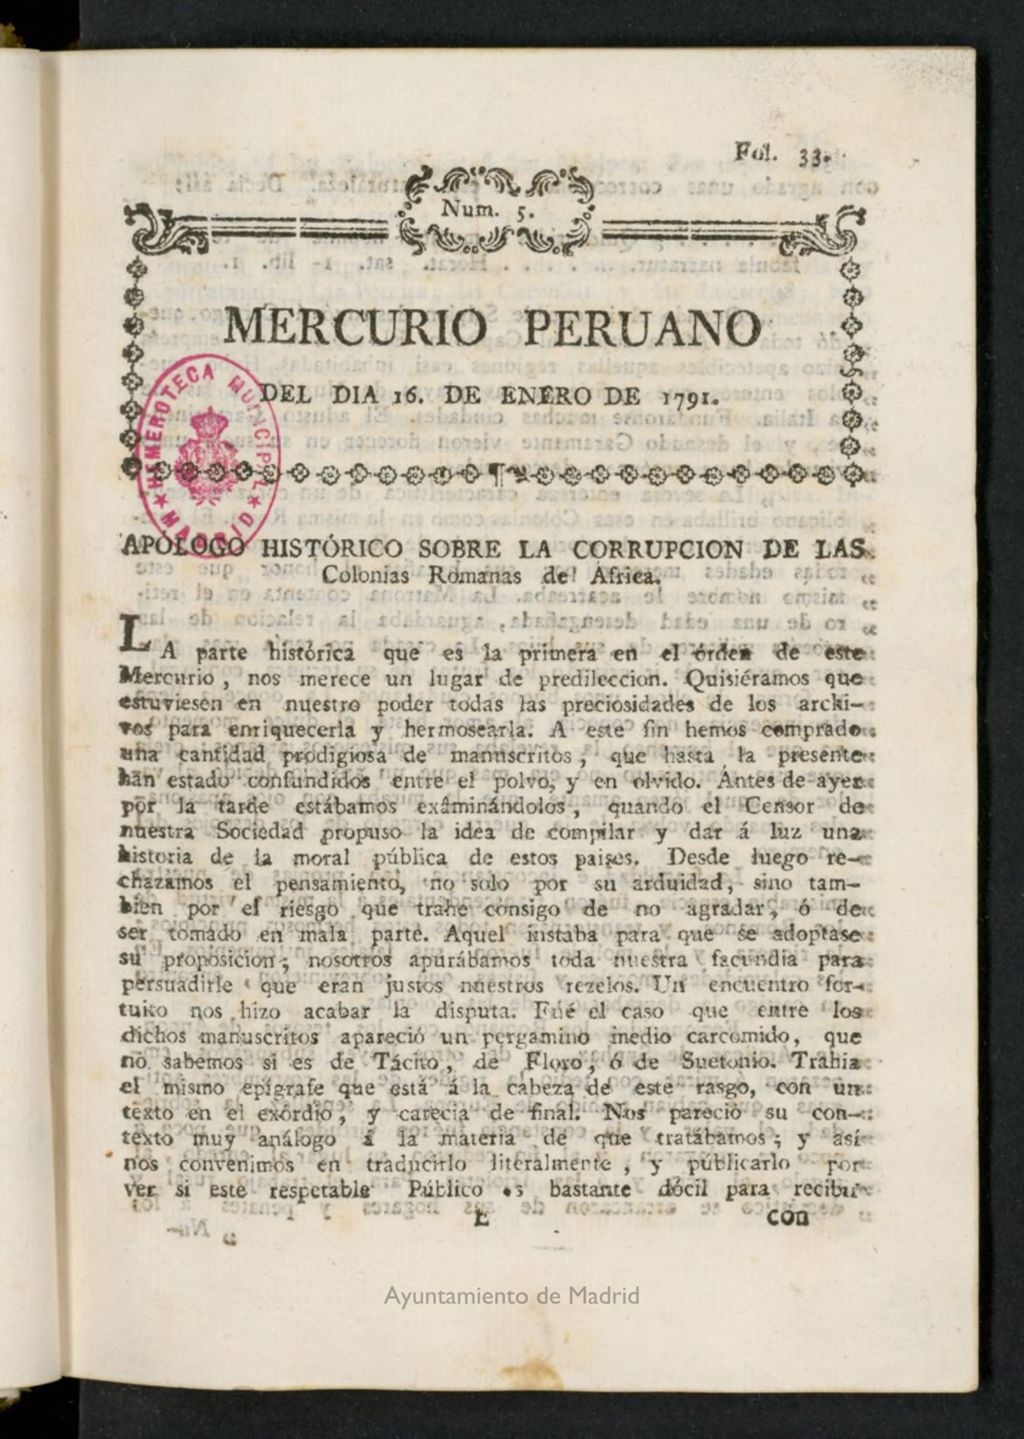 Fol. 33.
Num. 5.
MERCURIO PERUANO
DEL DIA 16. DE ENERO DE 1791.
HEMEROTECA MUNICIPAL
MADRID
APÓLOGO HISTÓRICO SOBRE LA CORRUPCION DE LAS
Colonias Romanas del Africa.
LA parte histórica que es la primera en el órden de este
Mercurio, nos merece un lugar de predileccion. Quisiéramos que
estuviesen en nuestro poder todas las preciosidades de los archi-
vos para enriquecerla y hermosearla. A este fin hemos comprado
una cantidad prodigiosa de manuscritos, que hasta la presente
han estado confundidos entre el polvo, y en olvido. Antes de ayer
por la tarde estábamos exâminándolos, quando el Censor de
nuestra Sociedad propuso la idea de compilar y dar á luz una
historia de la moral pública de estos paises. Desde luego re-
chazamos el pensamiento, no solo por su arduidad, sino tam-
bien por el riesgo que trahe consigo de no agradar, ó de
ser tomado en mala parte. Aquel instaba para que se adoptase
su proposicion; nosotros apurábamos toda nuestra facundia para
persuadirle que eran justos nuestros rezelos. Un encuentro for-
tuito nos hizo acabar la disputa. Fué el caso que entre los
dichos manuscritos apareció un pergamino medio carcomido, que
no sabemos si es de Tácito, de Floro, ó de Suetonio. Trahia
el mismo epígrafe que está á la cabeza de este rasgo, con un
texto en el exórdio, y carecia de final. Nos pareció su con-
texto muy análogo á la materia de que tratábamos; y así
nos convenimos en traducirlo literalmente, y publicarlo por
ver si este respetable Público es bastante dócil para recibir
E con
Ayuntamiento de Madrid